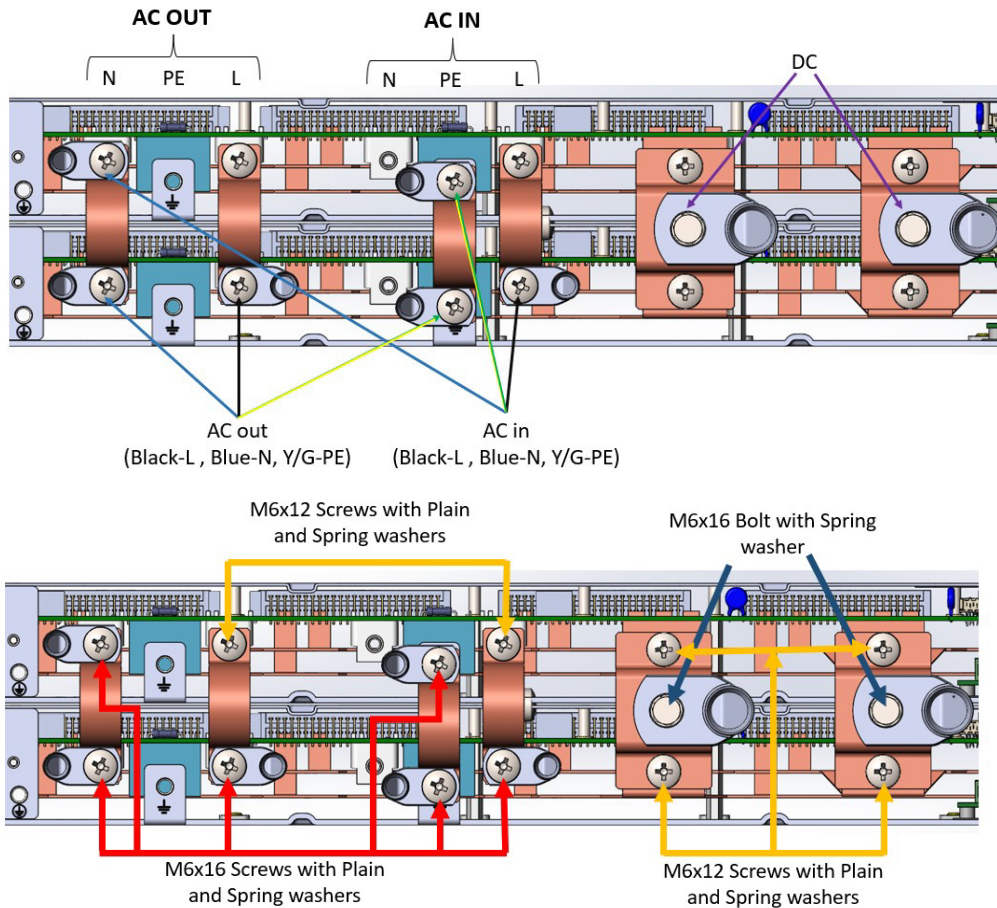 AC OUT
AC IN
N PE L
N PE L
DC
AC out
(Black-L , Blue-N, Y/G-PE)
AC in
(Black-L , Blue-N, Y/G-PE)
M6x12 Screws with Plain
and Spring washers
M6x16 Bolt with Spring
washer
M6x16 Screws with Plain
and Spring washers
M6x12 Screws with Plain
and Spring washers